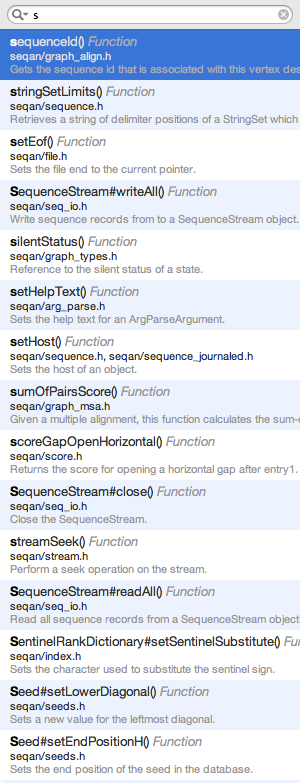 s
sequenceId() Function
seqan/graph_align.h
Gets the sequence id that is associated with this vertex des
stringSetLimits() Function
seqan/sequence.h
Retrieves a string of delimiter positions of a StringSet which
setEof() Function
seqan/file.h
Sets the file end to the current pointer.
SequenceStream#writeAll() Function
seqan/seq_io.h
Write sequence records from to a SequenceStream object.
silentStatus() Function
seqan/graph_types.h
Reference to the silent status of a state.
setHelpText() Function
seqan/arg_parse.h
Sets the help text for an ArgParseArgument.
setHost() Function
seqan/sequence.h, seqan/sequence_journaled.h
Sets the host of an object.
sumOfPairsScore() Function
seqan/graph_msa.h
Given a multiple alignment, this function calculates the sum-o
scoreGapOpenHorizontal() Function
seqan/score.h
Returns the score for opening a horizontal gap after entry1.
SequenceStream#close() Function
seqan/seq_io.h
Close the SequenceStream.
streamSeek() Function
seqan/stream.h
Perform a seek operation on the stream.
SequenceStream#readAll() Function
seqan/seq_io.h
Read all sequence records from a SequenceStream object
SentinelRankDictionary#setSentinelSubstitute() Fu
seqan/index.h
Sets the character used to substitute the sentinel sign.
Seed#setLowerDiagonal() Function
seqan/seeds.h
Sets a new value for the leftmost diagonal.
Seed#setEndPositionH() Function
seqan/seeds.h
Sets the end position of the seed in the database.